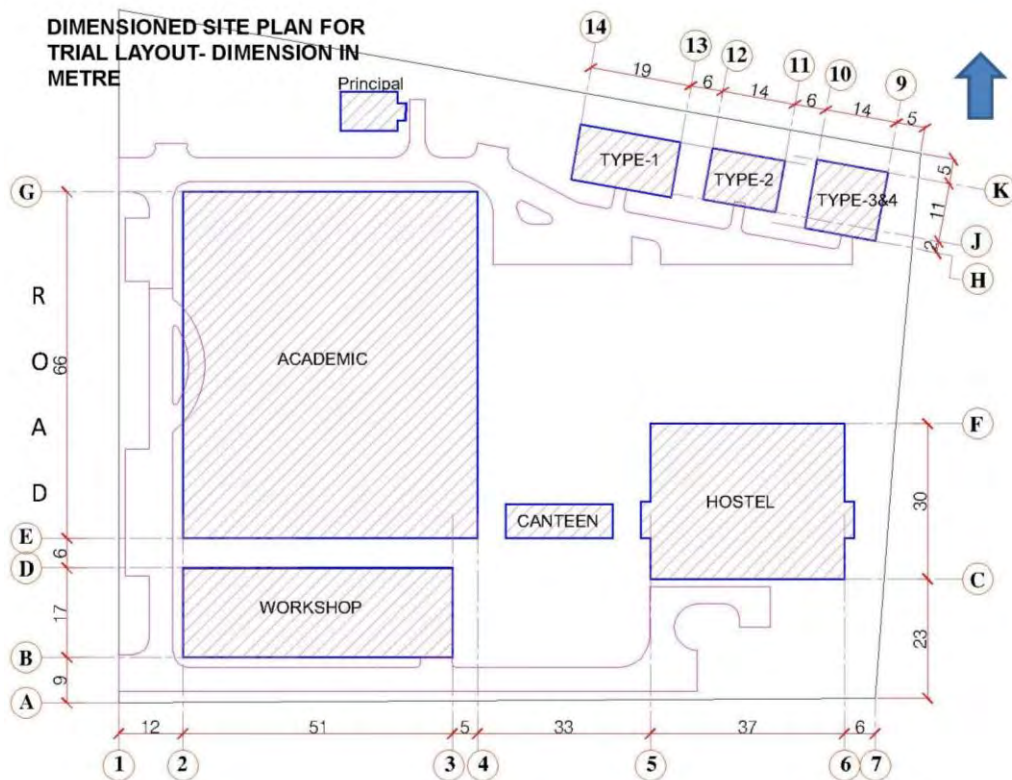 DIMENSIONED SITE PLAN FOR
TRIAL LAYOUT- DIMENSION IN
METRE
Principal
14
13
12
11
10
9
19
6
14
6
14
5
TYPE-1
TYPE-2
TYPE-3&4
5
11
2
K
J
H
G
R
O
A
D
66
ACADEMIC
F
30
HOSTEL
CANTEEN
E
6
D
17
WORKSHOP
C
23
B
9
A
12
51
5
33
37
6
1
2
3
4
5
6
7